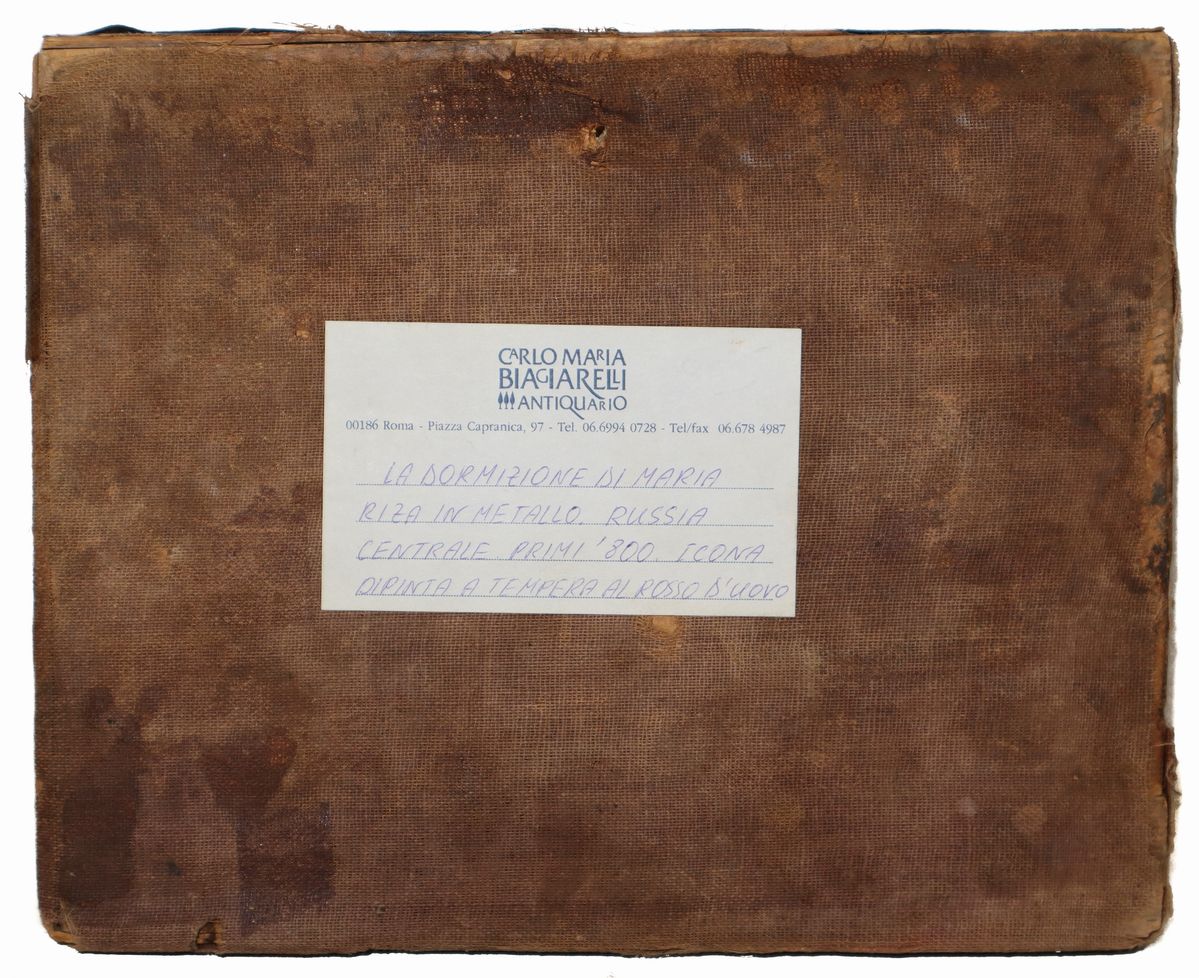 CARLO MARIA
BIAGIARELLI
ANTIQUARIO
00186 Roma - Piazza Capranica, 97 - Tel. 06.6994 0728 - Tel/fax 06.678 4987
LA DORMIZIONE DI MARIA
RIZA IN METALLO. RUSSIA
CENTRALE PRIMI '800. ICONA
DIPINTA A TEMPERA AL ROSSO D'UOVO